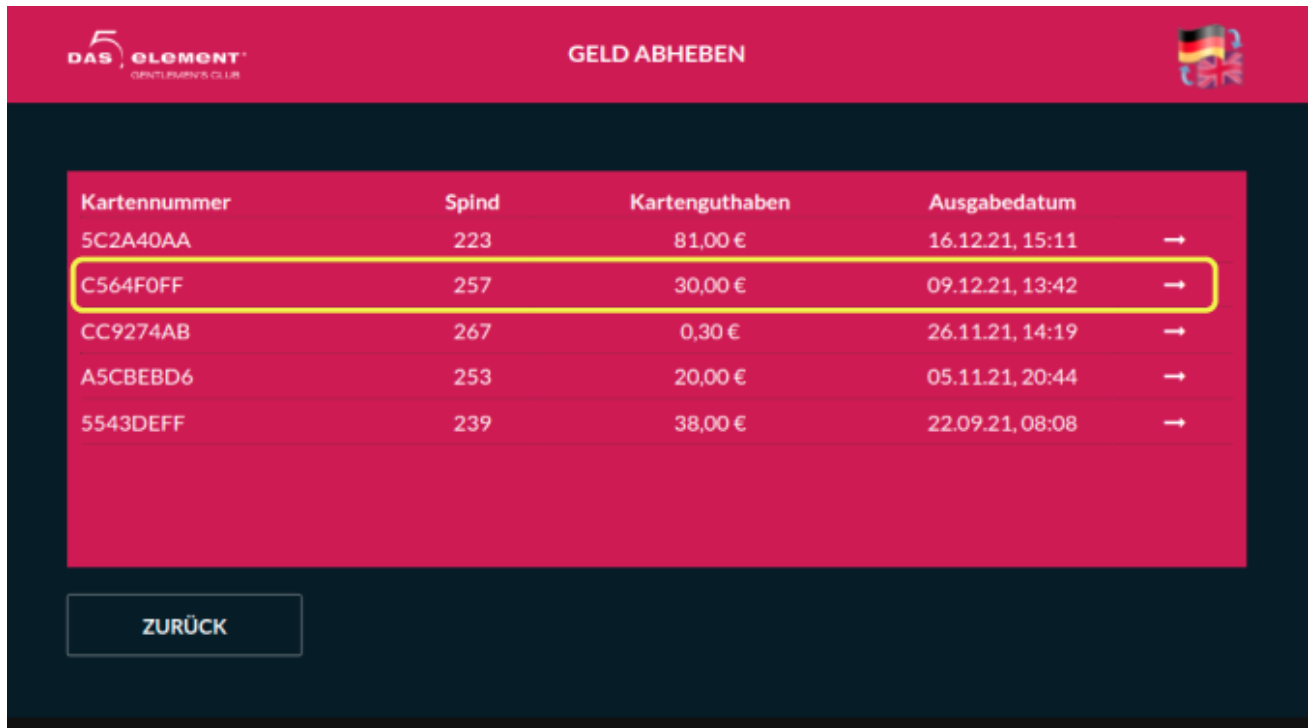 DAS 5 ELEMENT
GENTLEMEN'S CLUB
GELD ABHEBEN
Kartennummer Spind Kartenguthaben Ausgabedatum
5C2A40AA 223 81,00 € 16.12.21, 15:11 →
C564F0FF 257 30,00 € 09.12.21, 13:42 →
CC9274AB 267 0,30 € 26.11.21, 14:19 →
A5CBEBD6 253 20,00 € 05.11.21, 20:44 →
5543DEFF 239 38,00 € 22.09.21, 08:08 →
ZURÜCK